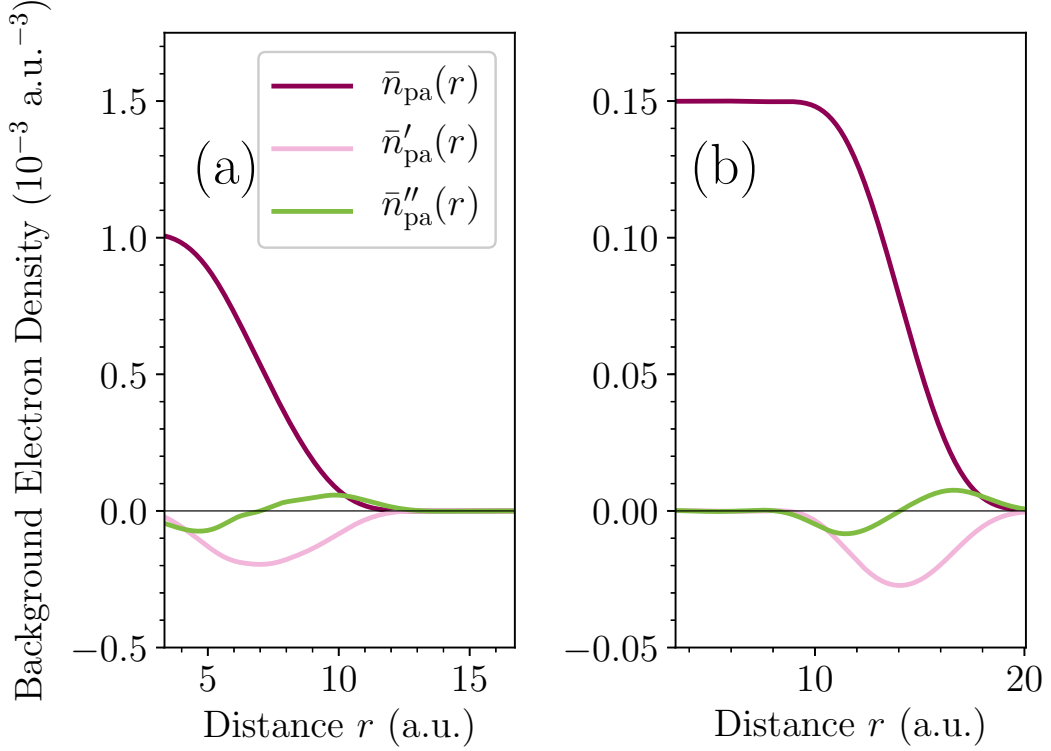 Background Electron Density (10⁻³ a.u.⁻³)
1.5
1.0
0.5
0.0
−0.5
5
10
15
Distance r (a.u.)
(a)
n̄ₚₐ(r)
n̄′ₚₐ(r)
n̄″ₚₐ(r)
0.15
0.10
0.05
0.00
−0.05
10
20
Distance r (a.u.)
(b)